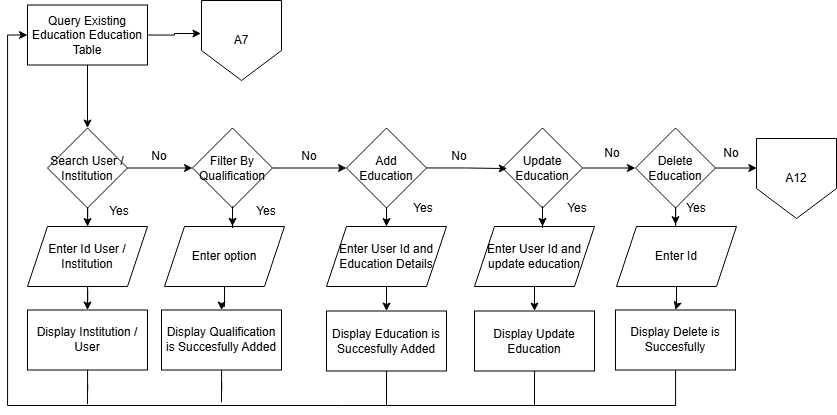 Query Existing
Education Education
Table
A7
Search User /
Institution
No
Filter By
Qualification
No
Add
Education
No
Update
Education
No
Delete
Education
No
A12
Yes
Yes
Yes
Yes
Yes
Enter Id User /
Institution
Enter option
Enter User Id and
Education Details
Enter User Id and
update education
Enter Id
Display Institution /
User
Display Qualification
is Succesfully Added
Display Education is
Succesfully Added
Display Update
Education
Display Delete is
Succesfully